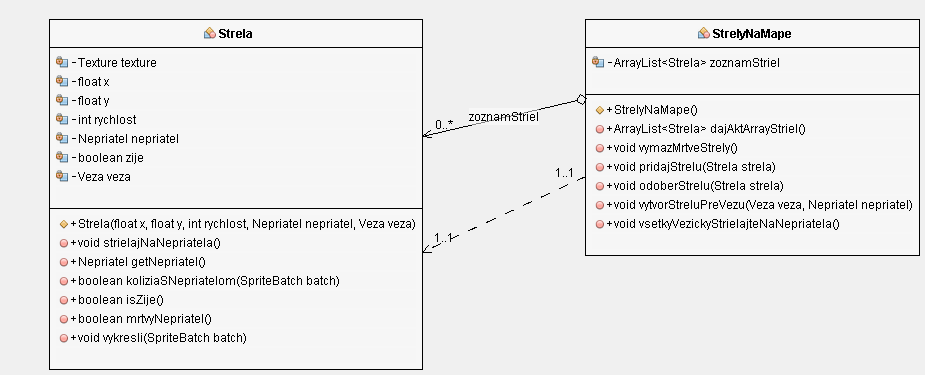 Strela
-Texture texture
-float x
-float y
-int rychlost
-Nepriatel nepriatel
-boolean zije
-Veza veza
+Strela(float x, float y, int rychlost, Nepriatel nepriatel, Veza veza)
+void strielajNaNepriatela()
+Nepriatel getNepriatel()
+boolean koliziaSNepriatelom(SpriteBatch batch)
+boolean isZije()
+boolean mrtvyNepriatel()
+void vykresli(SpriteBatch batch)
zoznamStriel
0..*
1..1
1..1
StrelyNaMape
-ArrayList<Strela> zoznamStriel
+StrelyNaMape()
+ArrayList<Strela> dajAktArrayStriel()
+void vymazMrtveStrely()
+void pridajStrelu(Strela strela)
+void odoberStrelu(Strela strela)
+void vytvorStreluPreVezu(Veza veza, Nepriatel nepriatel)
+void vsetkyVezickyStrielajteNaNepriatela()